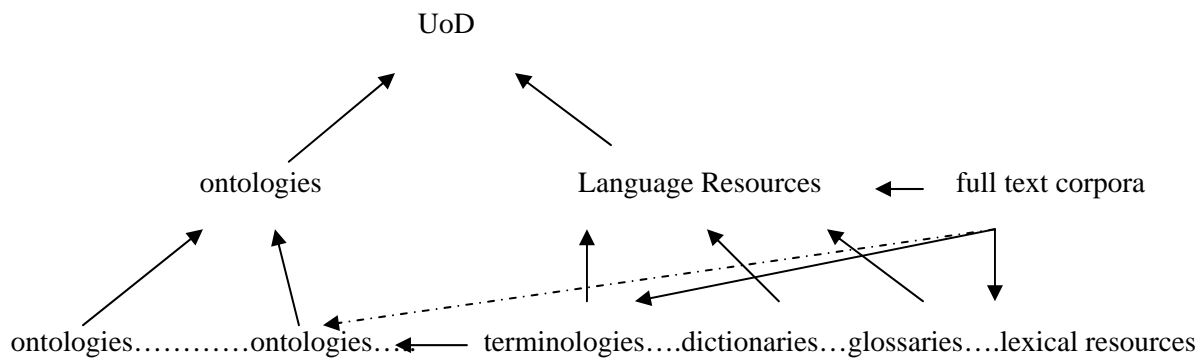 UoD
ontologies Language Resources full text corpora
ontologies…………ontologies…. terminologies….dictionaries…glossaries….lexical resources